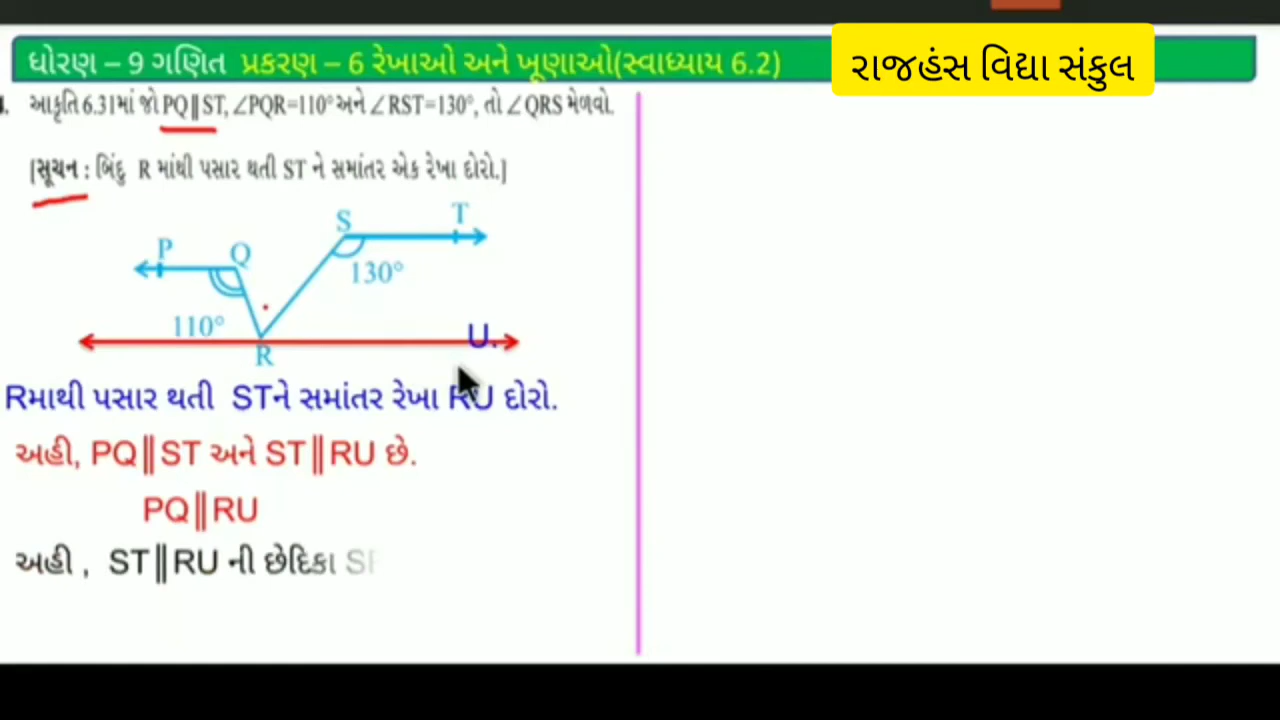 ધોરણ – 9 ગણિત પ્રકરણ – 6 રેખાઓ અને ખૂણાઓ(સ્વાધ્યાય 6.2)
રાજહંસ વિદ્યા સંકુલ
આકૃતિ 6.31માં જો PQ||ST, ∠PQR=110° અને ∠RST=130°, તો ∠QRS મેળવો.
[સૂચન : બિંદુ R માંથી પસાર થતી ST ને સમાંતર એક રેખા દોરો.]
S T
P Q
130°
110°
U.
R
Rમાથી પસાર થતી STને સમાંતર રેખા RU દોરો.
અહી, PQ||ST અને ST||RU છે.
PQ||RU
અહી , ST||RU ની છેદિકા